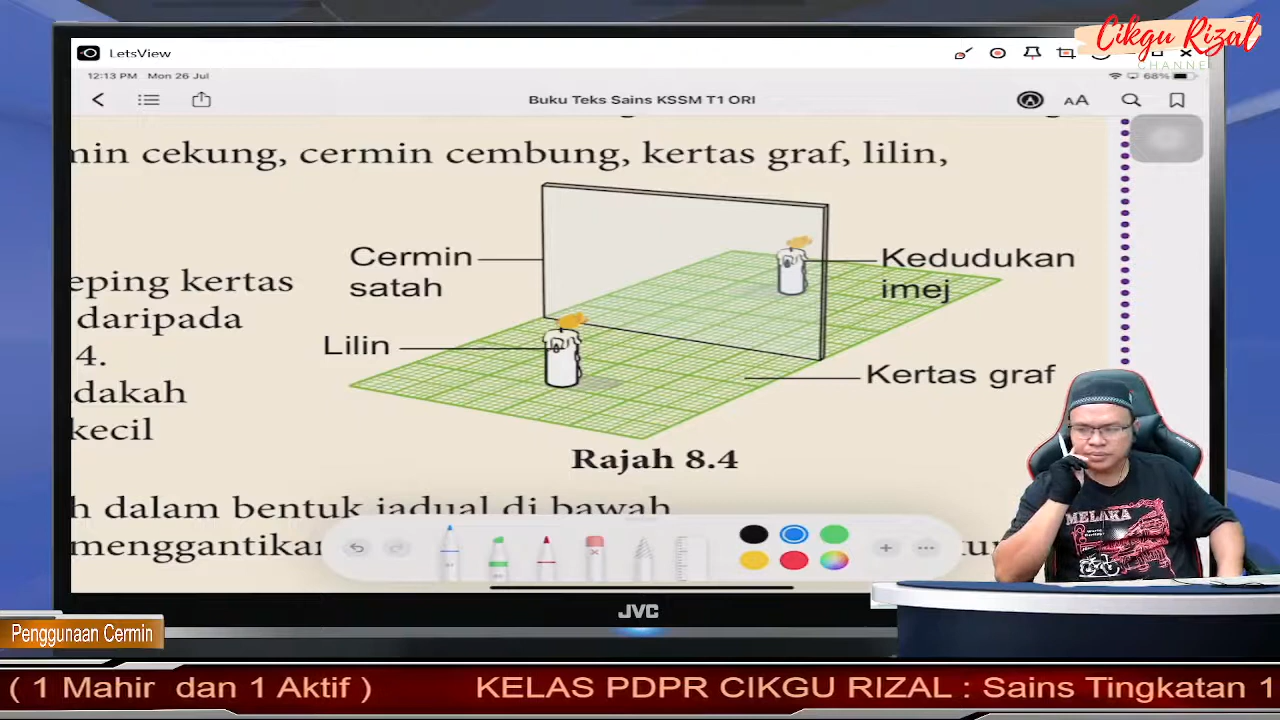 Cikgu Rizal
CHANNEL
LetsView
12:13 PM Mon 26 Jul
68%
Buku Teks Sains KSSM T1 ORI
AA
min cekung, cermin cembung, kertas graf, lilin,
Cermin
satah
Kedudukan
imej
eping kertas
daripada
Lilin
4.
Kertas graf
dakah
kecil
Rajah 8.4
h dalam bentuk jadual di bawah
menggantikan
MELAKA
JVC
Penggunaan Cermin
( 1 Mahir dan 1 Aktif ) KELAS PDPR CIKGU RIZAL : Sains Tingkatan 1